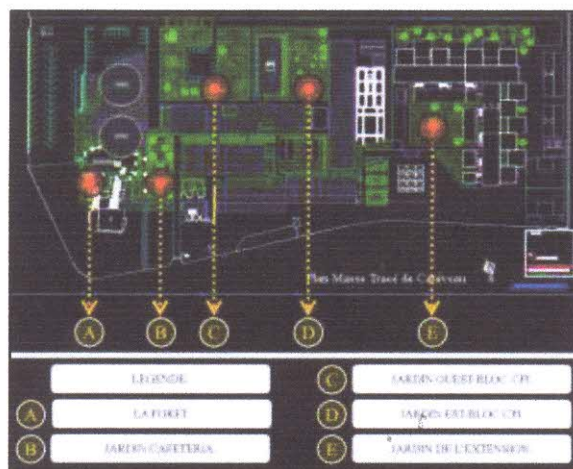 Plan Masse Tracé de Caniveau
A
B
C
D
E
LEGENDE
A
LA FORET
B
JARDIN CAFETERIA
C
JARDIN OUEST BLOC CPI
D
JARDIN EST BLOC CPI
E
JARDIN DE L'EXTENSION